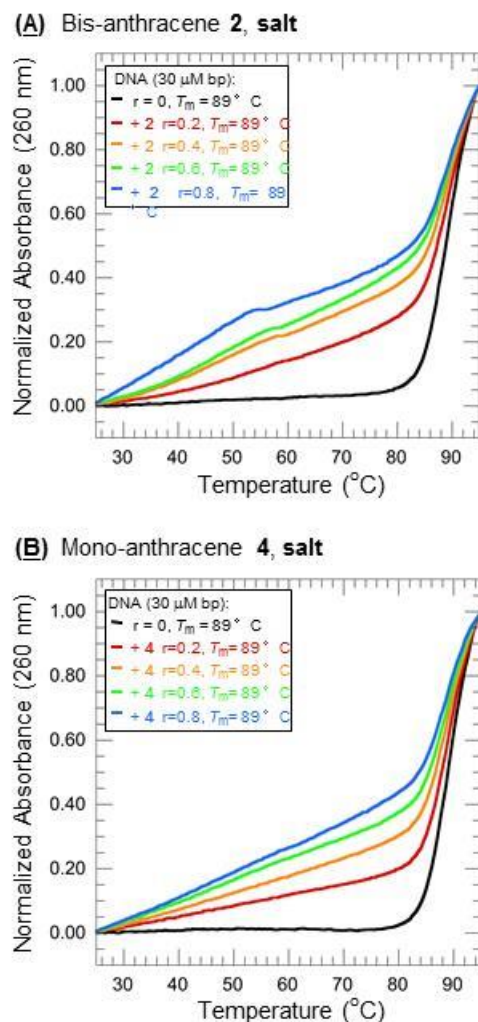 (A) Bis-anthracene 2, salt
1.00
0.80
0.60
0.40
0.20
0.00
Normalized Absorbance (260 nm)
DNA (30 µM bp):
r = 0, Tm = 89° C
+ 2 r=0.2, Tm= 89° C
+ 2 r=0.4, Tm= 89° C
+ 2 r=0.6, Tm= 89° C
+ 2 r=0.8, Tm= 89
° C
30 40 50 60 70 80 90
Temperature (°C)
(B) Mono-anthracene 4, salt
1.00
0.80
0.60
0.40
0.20
0.00
Normalized Absorbance (260 nm)
DNA (30 µM bp):
r = 0, Tm = 89° C
+ 4 r=0.2, Tm= 89° C
+ 4 r=0.4, Tm= 89° C
+ 4 r=0.6, Tm= 89° C
+ 4 r=0.8, Tm= 89° C
30 40 50 60 70 80 90
Temperature (°C)